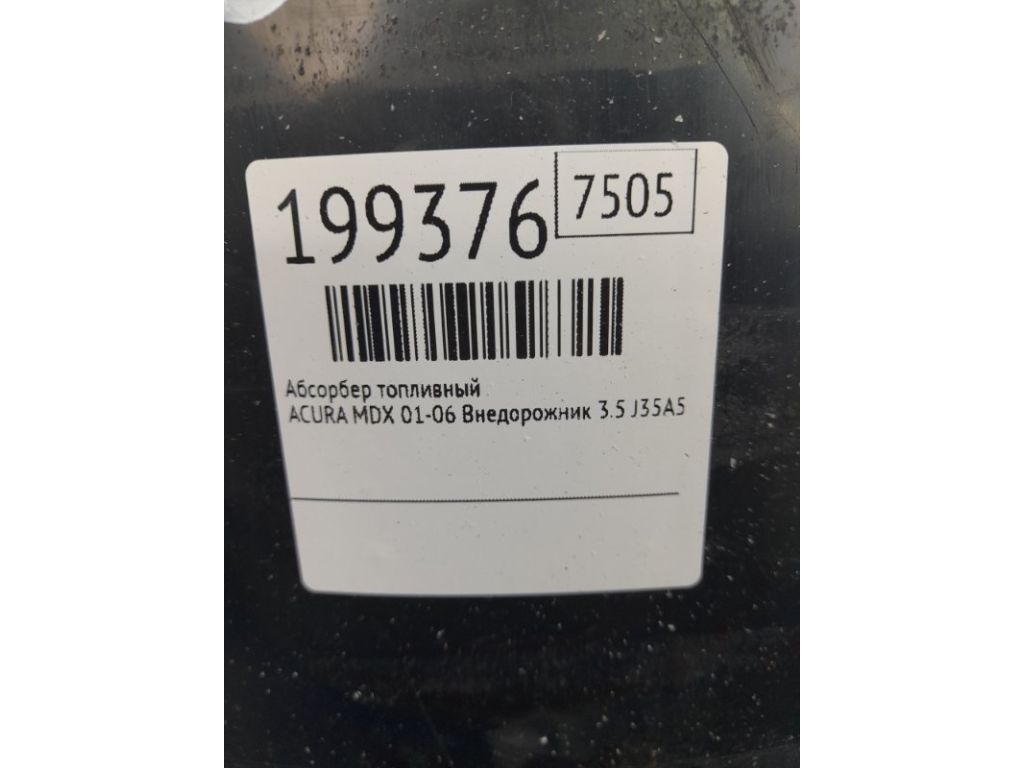 199376
7505
Абсорбер топливный
ACURA MDX 01-06 Внедорожник 3.5 J35A5